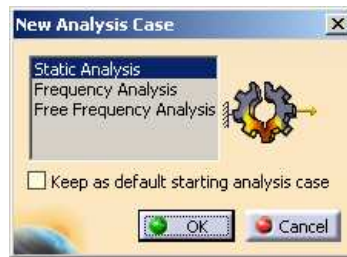 New Analysis Case
Static Analysis
Frequency Analysis
Free Frequency Analysis
Keep as default starting analysis case
OK
Cancel